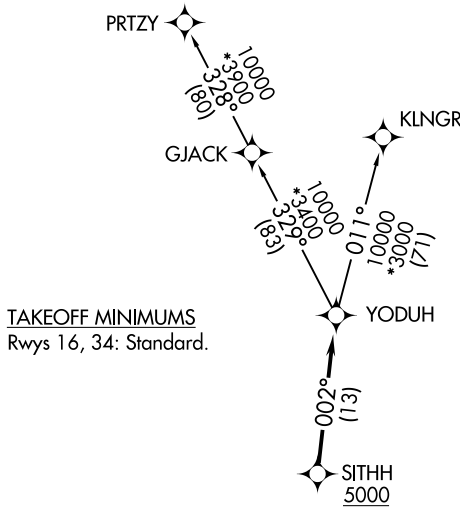 PRTZY
10000
*3900
328°
(80)
KLNGR
GJACK
10000
*3400
329°
(83)
011°
10000
*3000
(71)
TAKEOFF MINIMUMS
Rwys 16, 34: Standard.
YODUH
002°
(13)
SITHH
5000